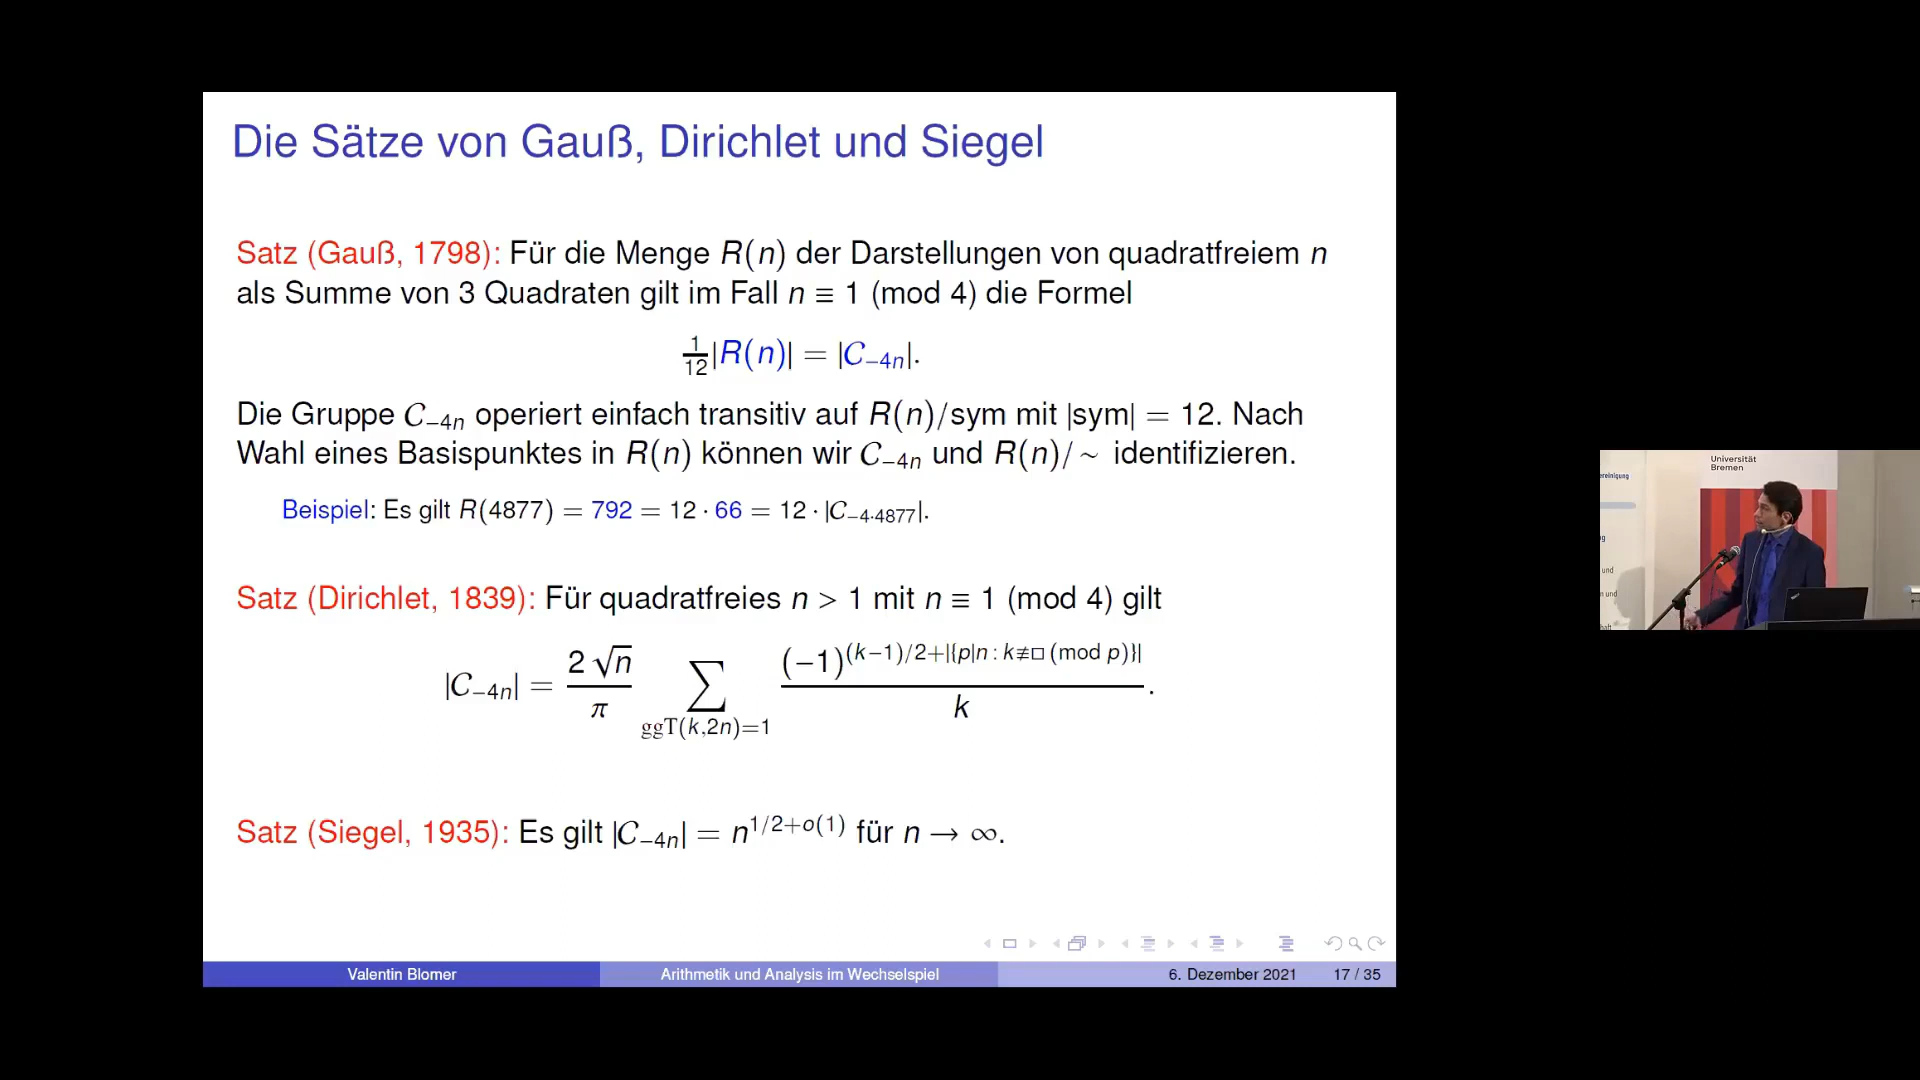 Die Sätze von Gauß, Dirichlet und Siegel
Satz (Gauß, 1798): Für die Menge R(n) der Darstellungen von quadratfreiem n
als Summe von 3 Quadraten gilt im Fall n ≡ 1 (mod 4) die Formel
1/12 |R(n)| = |C₋₄ₙ|.
Die Gruppe C₋₄ₙ operiert einfach transitiv auf R(n)/sym mit |sym| = 12. Nach
Wahl eines Basispunktes in R(n) können wir C₋₄ₙ und R(n)/∼ identifizieren.
Beispiel: Es gilt R(4877) = 792 = 12 · 66 = 12 · |C₋₄.₄₈₇₇|.
Satz (Dirichlet, 1839): Für quadratfreies n > 1 mit n ≡ 1 (mod 4) gilt
|C₋₄ₙ| = (2 √n)/π ∑_{ggT(k,2n)=1} (−1)^{(k−1)/2+|{p|n : k≢□ (mod p)}|} / k.
Satz (Siegel, 1935): Es gilt |C₋₄ₙ| = n^{1/2+o(1)} für n → ∞.
Valentin Blomer
Arithmetik und Analysis im Wechselspiel
6. Dezember 2021
17 / 35
Universität
Bremen